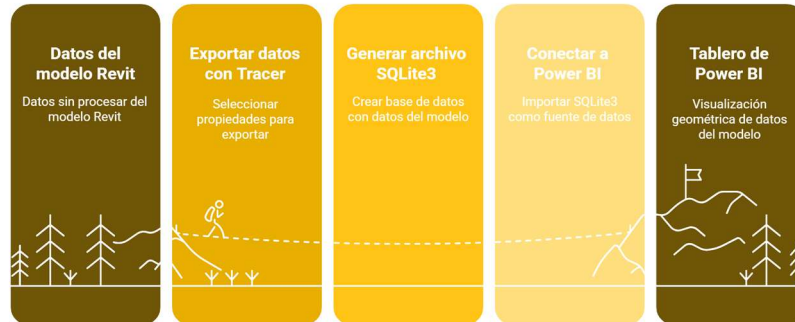 Datos del
modelo Revit
Datos sin procesar del
modelo Revit
Exportar datos
con Tracer
Seleccionar
propiedades para
exportar
Generar archivo
SQLite3
Crear base de datos
con datos del modelo
Conectar a
Power BI
Importar SQLite3
como fuente de datos
Tablero de
Power BI
Visualización
geométrica de datos
del modelo